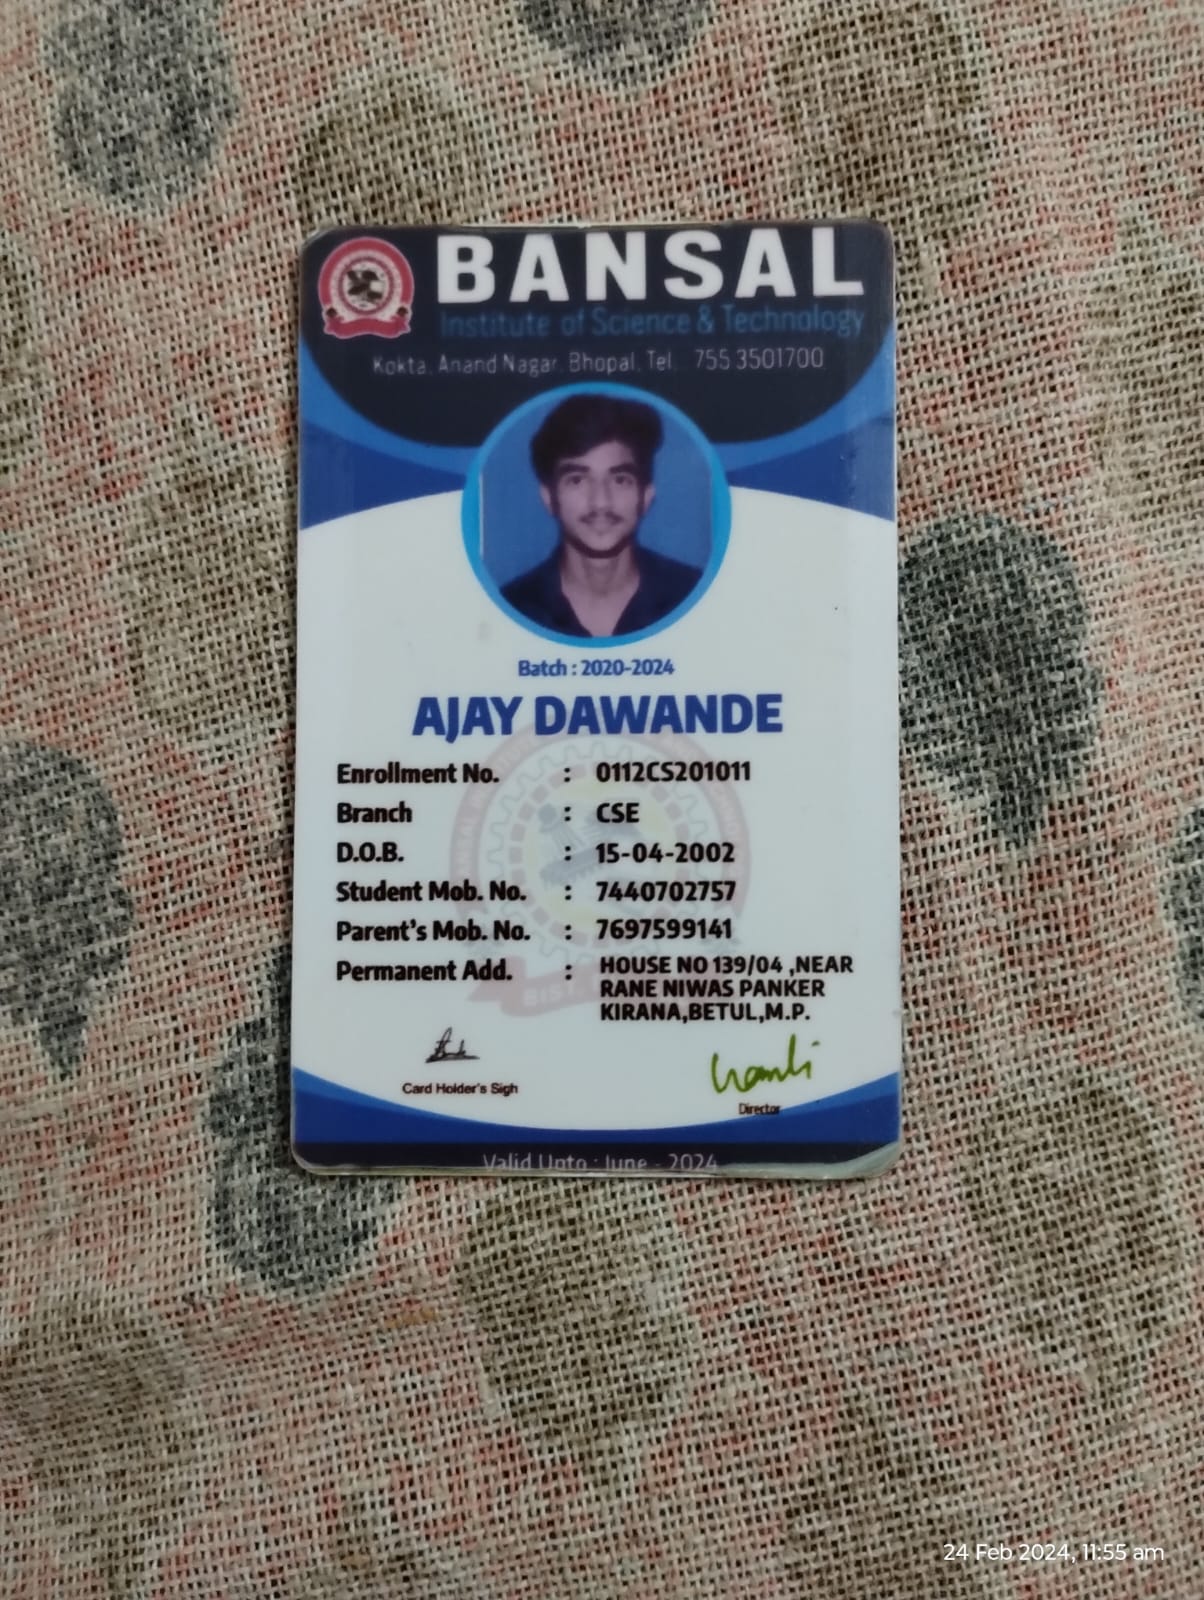 BANSAL
Institute of Science & Technology
Kokta, Anand Nagar, Bhopal, Tel. 755 3501700
Batch : 2020-2024
AJAY DAWANDE
Enrollment No. : 0112CS201011
Branch : CSE
D.O.B. : 15-04-2002
Student Mob. No. : 7440702757
Parent's Mob. No. : 7697599141
Permanent Add. : HOUSE NO 139/04 ,NEAR
RANE NIWAS PANKER
KIRANA,BETUL,M.P.
Card Holder's Sigh
Director
Valid Upto : June - 2024
24 Feb 2024, 11:55 am